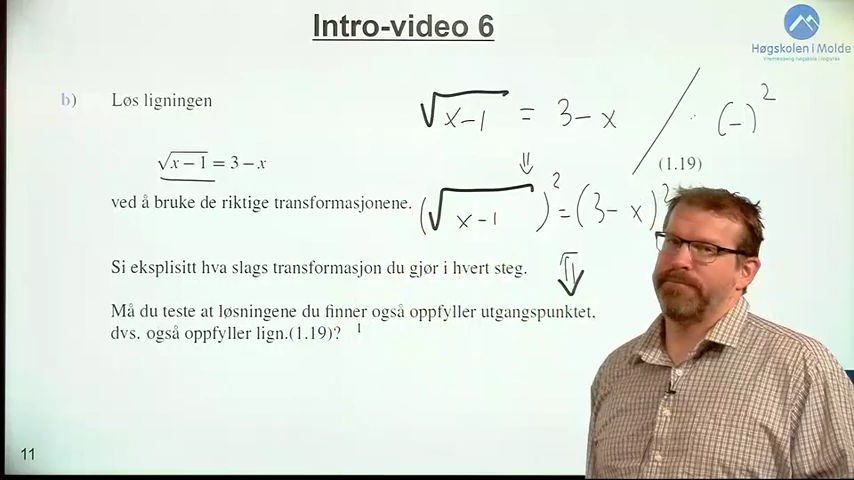 Intro-video 6
Høgskolen i Molde
b) Løs ligningen
√x-1 = 3-x / (-)²
⇓
√x − 1 = 3 − x (1.19)
ved å bruke de riktige transformasjonene.
(√x-1)² = (3-x)²
Si eksplisitt hva slags transformasjon du gjør i hvert steg.
⇓
Må du teste at løsningene du finner også oppfyller utgangspunktet,
dvs. også oppfyller lign.(1.19)?
11